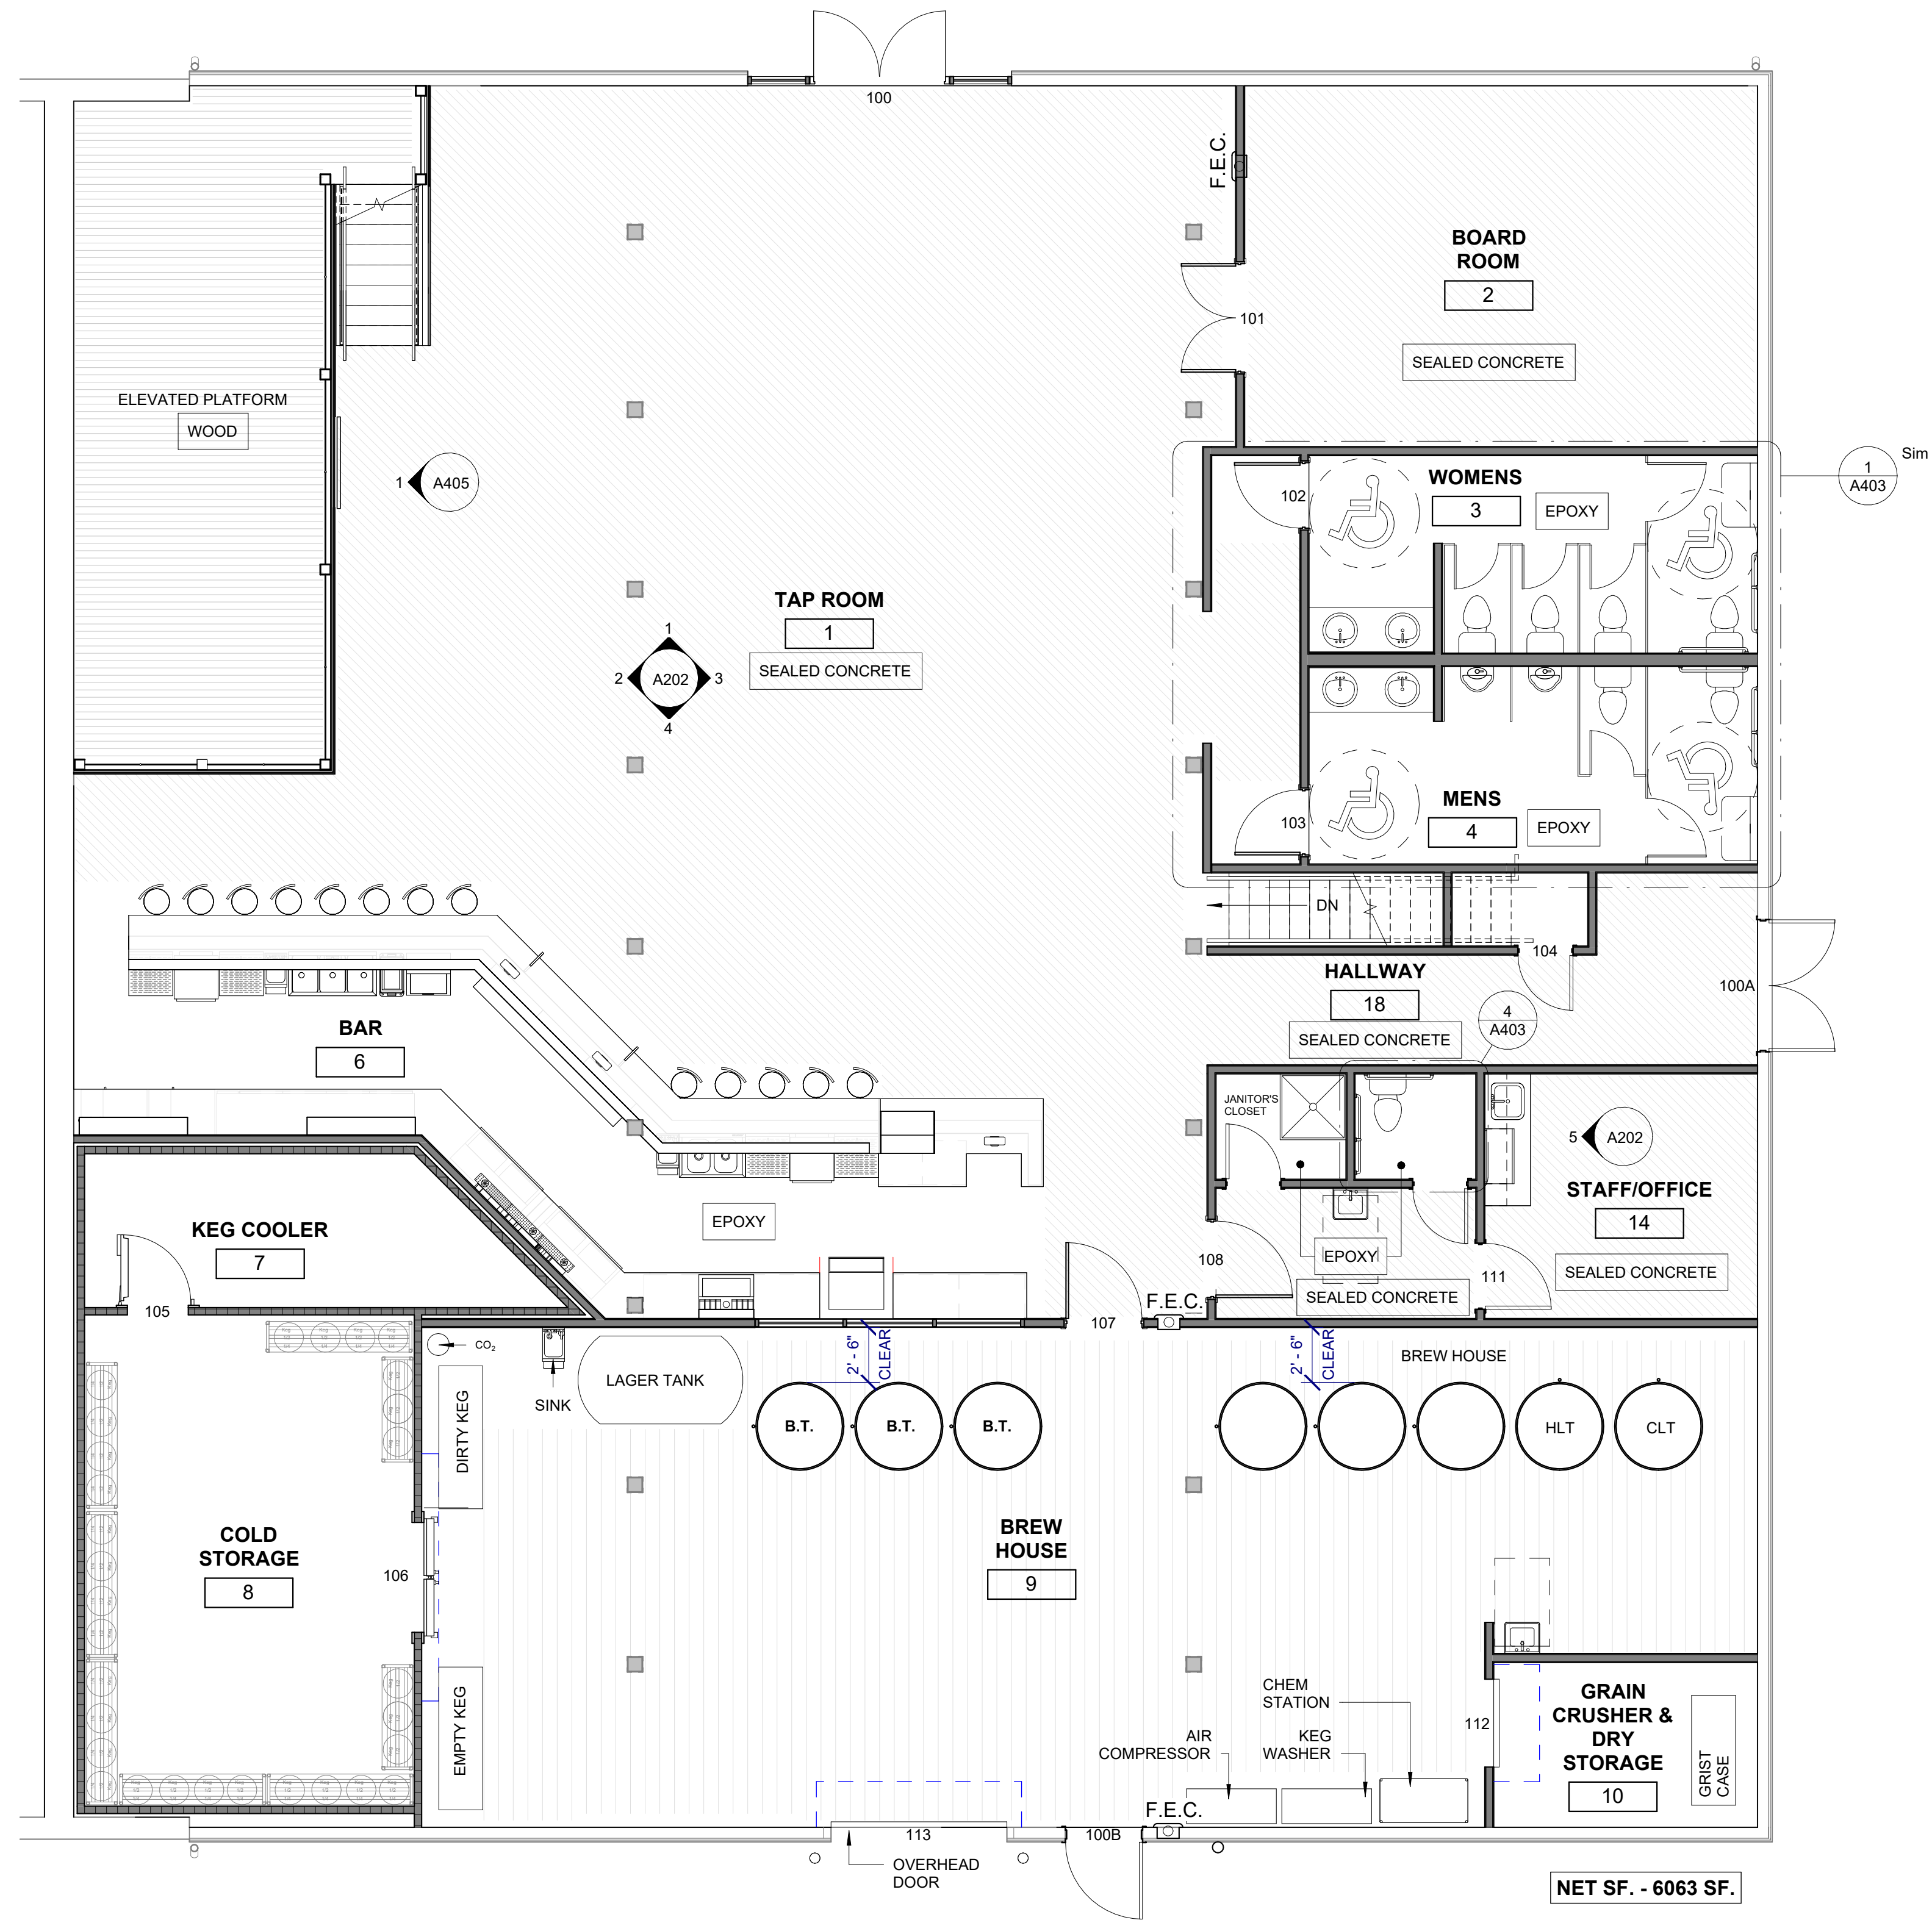 100
F.E.C.
BOARD
ROOM
2
101
SEALED CONCRETE
ELEVATED PLATFORM
WOOD
1
A405
1
A403
Sim
102
WOMENS
3
EPOXY
TAP ROOM
1
SEALED CONCRETE
1
2
A202
3
4
MENS
4
EPOXY
103
DN
104
HALLWAY
18
SEALED CONCRETE
100A
4
A403
BAR
6
JANITOR'S
CLOSET
5
A202
STAFF/OFFICE
14
SEALED CONCRETE
KEG COOLER
7
105
EPOXY
108
EPOXY
SEALED CONCRETE
111
F.E.C.
107
CO2
SINK
LAGER TANK
2' - 6"
CLEAR
2' - 6"
CLEAR
BREW HOUSE
DIRTY KEG
B.T.
B.T.
B.T.
HLT
CLT
COLD
STORAGE
8
106
BREW
HOUSE
9
EMPTY KEG
CHEM
STATION
AIR
COMPRESSOR
KEG
WASHER
112
GRAIN
CRUSHER &
DRY
STORAGE
10
GRIST
CASE
F.E.C.
113
100B
OVERHEAD
DOOR
NET SF. - 6063 SF.